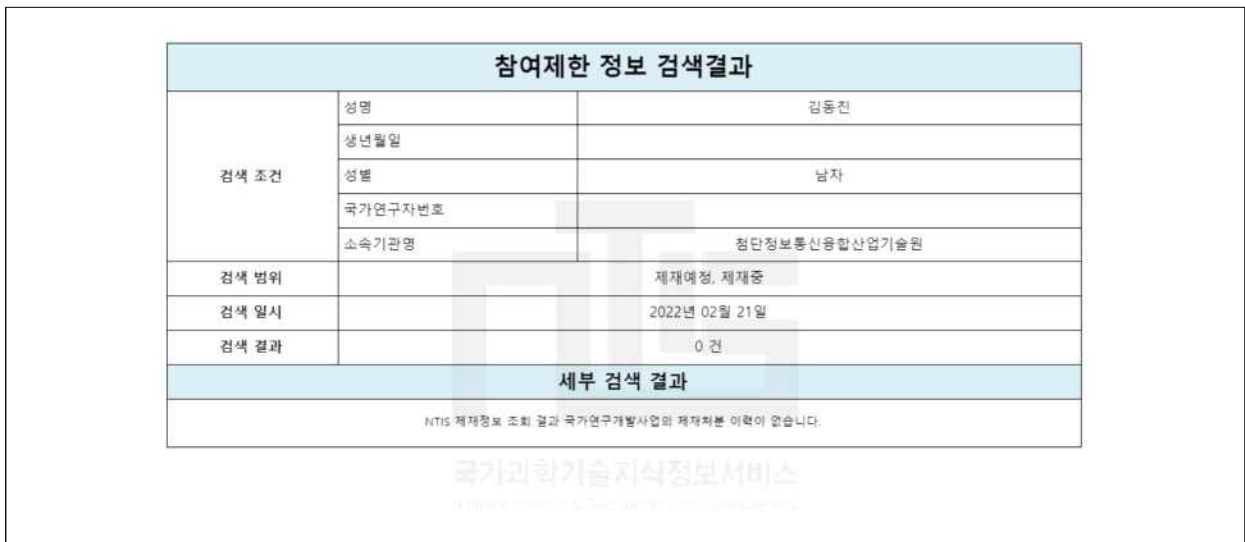 참여제한 정보 검색결과
검색 조건
성명 김동진
생년월일
성별 남자
국가연구자번호
소속기관명 첨단정보통신융합산업기술원
검색 범위 제재예정, 제재중
검색 일시 2022년 02월 21일
검색 결과 0 건
세부 검색 결과
NTIS 제재정보 조회 결과 국가연구개발사업의 제재처분 이력이 없습니다.
NTIS
국가과학기술지식정보서비스